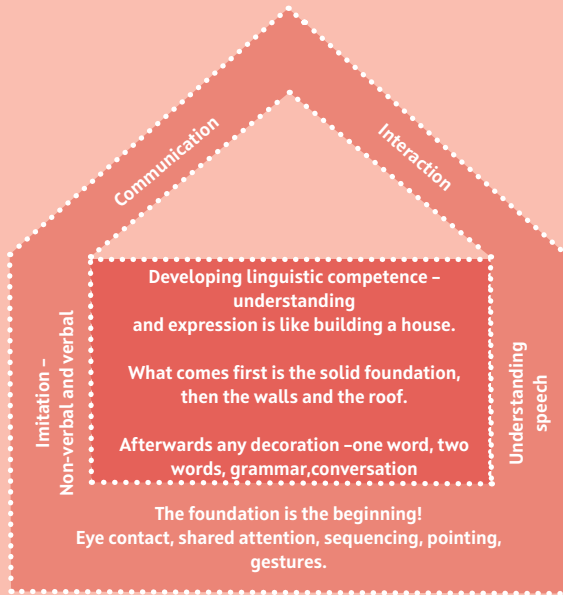 Communication
Interaction
Imitation –
Non-verbal and verbal
Developing linguistic competence –
understanding
and expression is like building a house.
What comes first is the solid foundation,
then the walls and the roof.
Afterwards any decoration –one word, two
words, grammar,conversation
Understanding
speech
The foundation is the beginning!
Eye contact, shared attention, sequencing, pointing,
gestures.